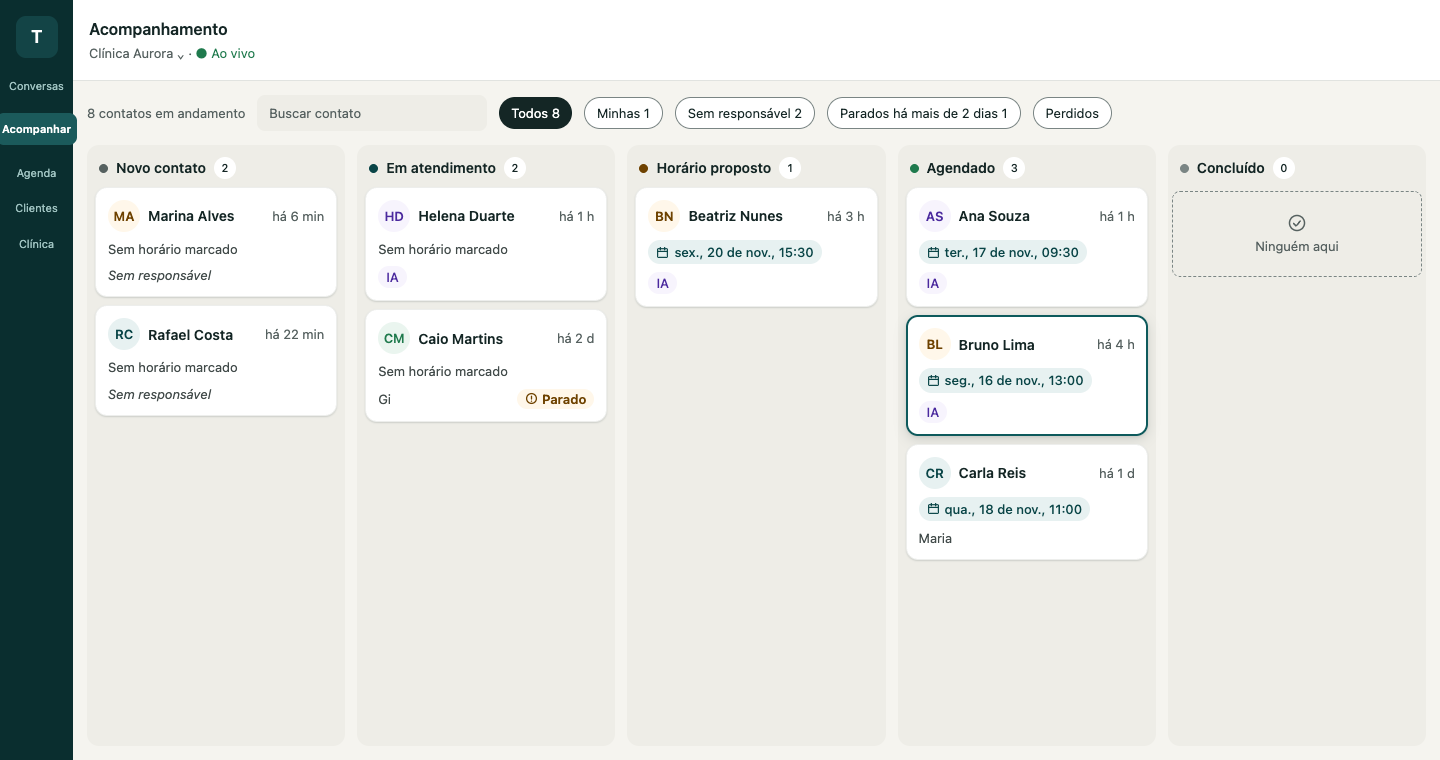 T
Conversas
Acompanhar
Agenda
Clientes
Clínica
Acompanhamento
Clínica Aurora · Ao vivo
8 contatos em andamento
Buscar contato
Todos 8
Minhas 1
Sem responsável 2
Parados há mais de 2 dias 1
Perdidos
Novo contato 2
MA Marina Alves há 6 min
Sem horário marcado
Sem responsável
RC Rafael Costa há 22 min
Sem horário marcado
Sem responsável
Em atendimento 2
HD Helena Duarte há 1 h
Sem horário marcado
IA
CM Caio Martins há 2 d
Sem horário marcado
Gi Parado
Horário proposto 1
BN Beatriz Nunes há 3 h
sex., 20 de nov., 15:30
IA
Agendado 3
AS Ana Souza há 1 h
ter., 17 de nov., 09:30
IA
BL Bruno Lima há 4 h
seg., 16 de nov., 13:00
IA
CR Carla Reis há 1 d
qua., 18 de nov., 11:00
Maria
Concluído 0
Ninguém aqui